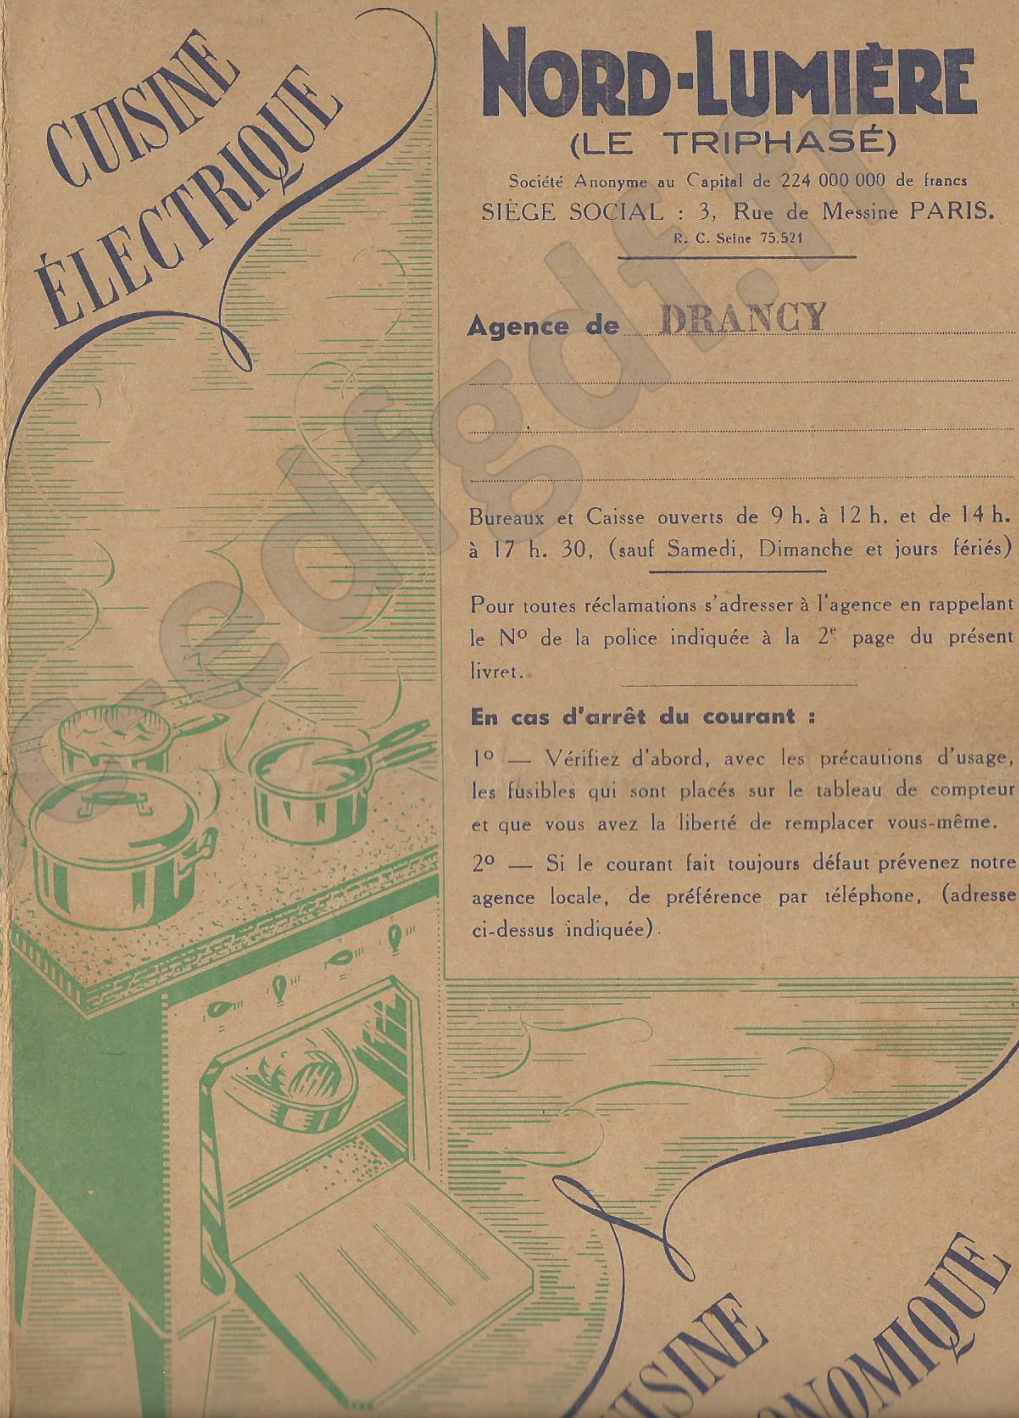 CUISINE
ÉLECTRIQUE
NORD-LUMIÈRE
(LE TRIPHASÉ)
Société Anonyme au Capital de 224 000 000 de francs
SIÈGE SOCIAL : 3, Rue de Messine PARIS.
R. C. Seine 75.521
Agence de DRANCY
Bureaux et Caisse ouverts de 9 h. à 12 h. et de 14 h.
à 17 h. 30, (sauf Samedi, Dimanche et jours fériés)
Pour toutes réclamations s'adresser à l'agence en rappelant
le Nº de la police indiquée à la 2e page du présent
livret.
En cas d'arrêt du courant :
1º — Vérifiez d'abord, avec les précautions d'usage,
les fusibles qui sont placés sur le tableau de compteur
et que vous avez la liberté de remplacer vous-même.
2º — Si le courant fait toujours défaut prévenez notre
agence locale, de préférence par téléphone, (adresse
ci-dessus indiquée).
UISINE
ONOMIQUE